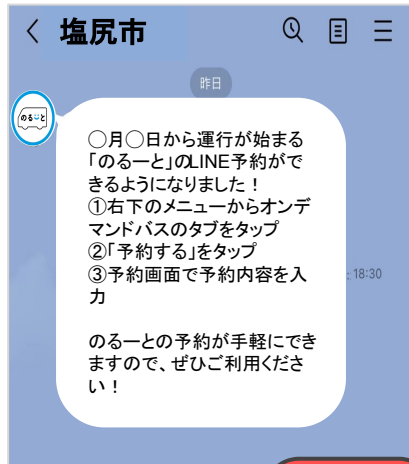 塩尻市
昨日
のるーと
○月○日から運行が始まる
「のるーと」のLINE予約がで
きるようになりました！
①右下のメニューからオンデ
マンドバスのタブをタップ
②「予約する」をタップ
③予約画面で予約内容を入
力
18:30
のるーとの予約が手軽にでき
ますので、ぜひご利用くださ
い！